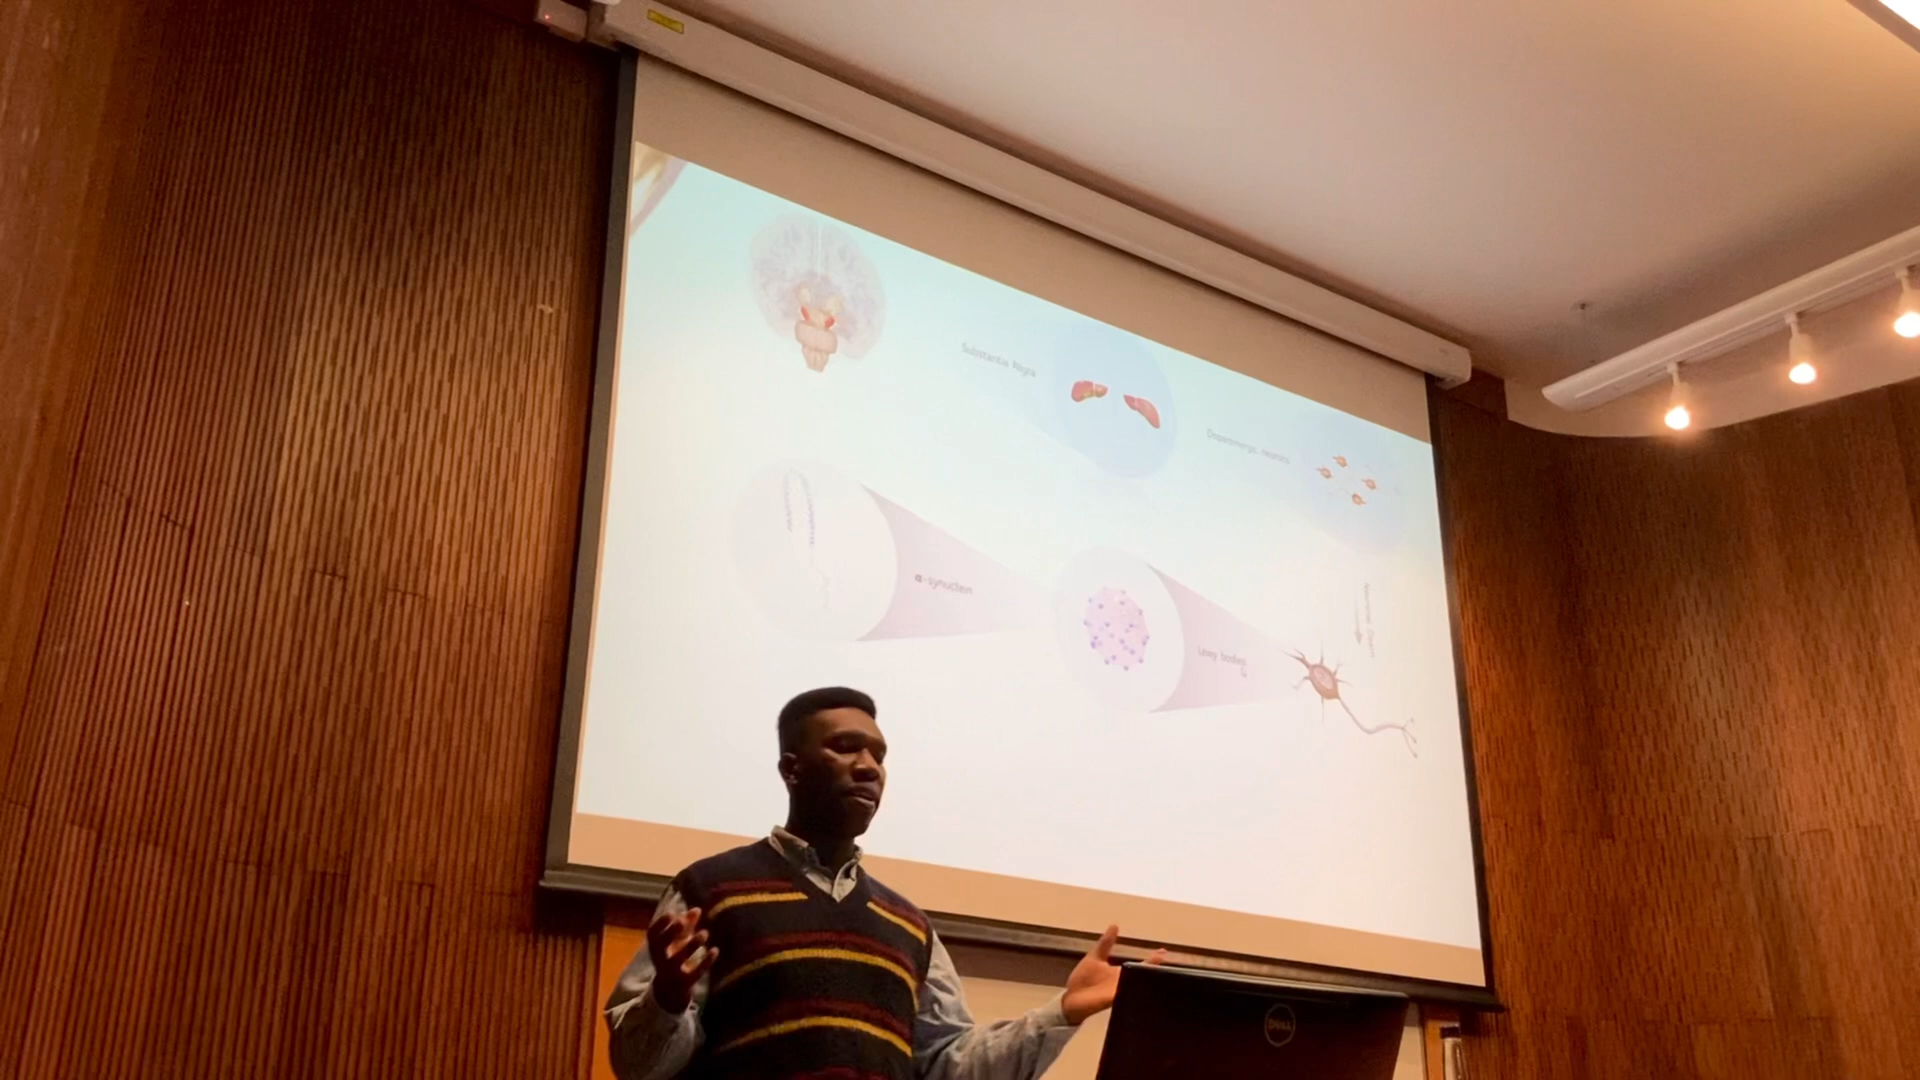 Substantia Nigra
Dopaminergic neurons
α-synuclein
Lewy bodies
DELL